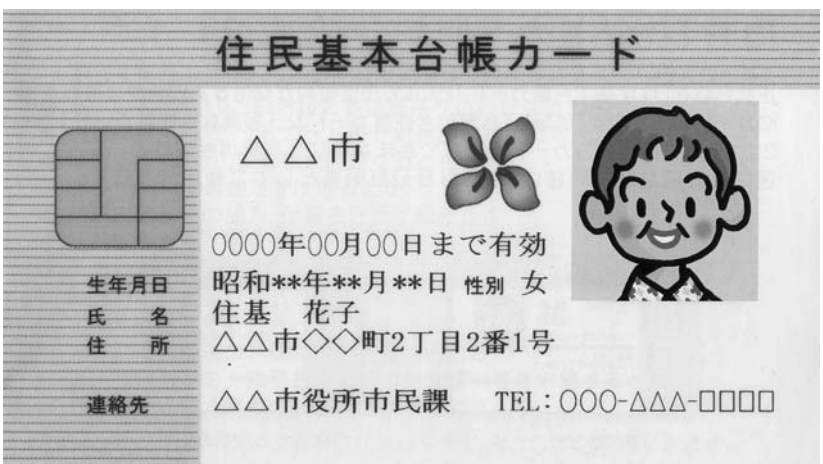 住民基本台帳カード
△△市
0000年00月00日まで有効
生年月日 昭和**年**月**日 性別 女
氏名 住基 花子
住所 △△市◇◇町2丁目2番1号
連絡先 △△市役所市民課 TEL:000-△△△-□□□□